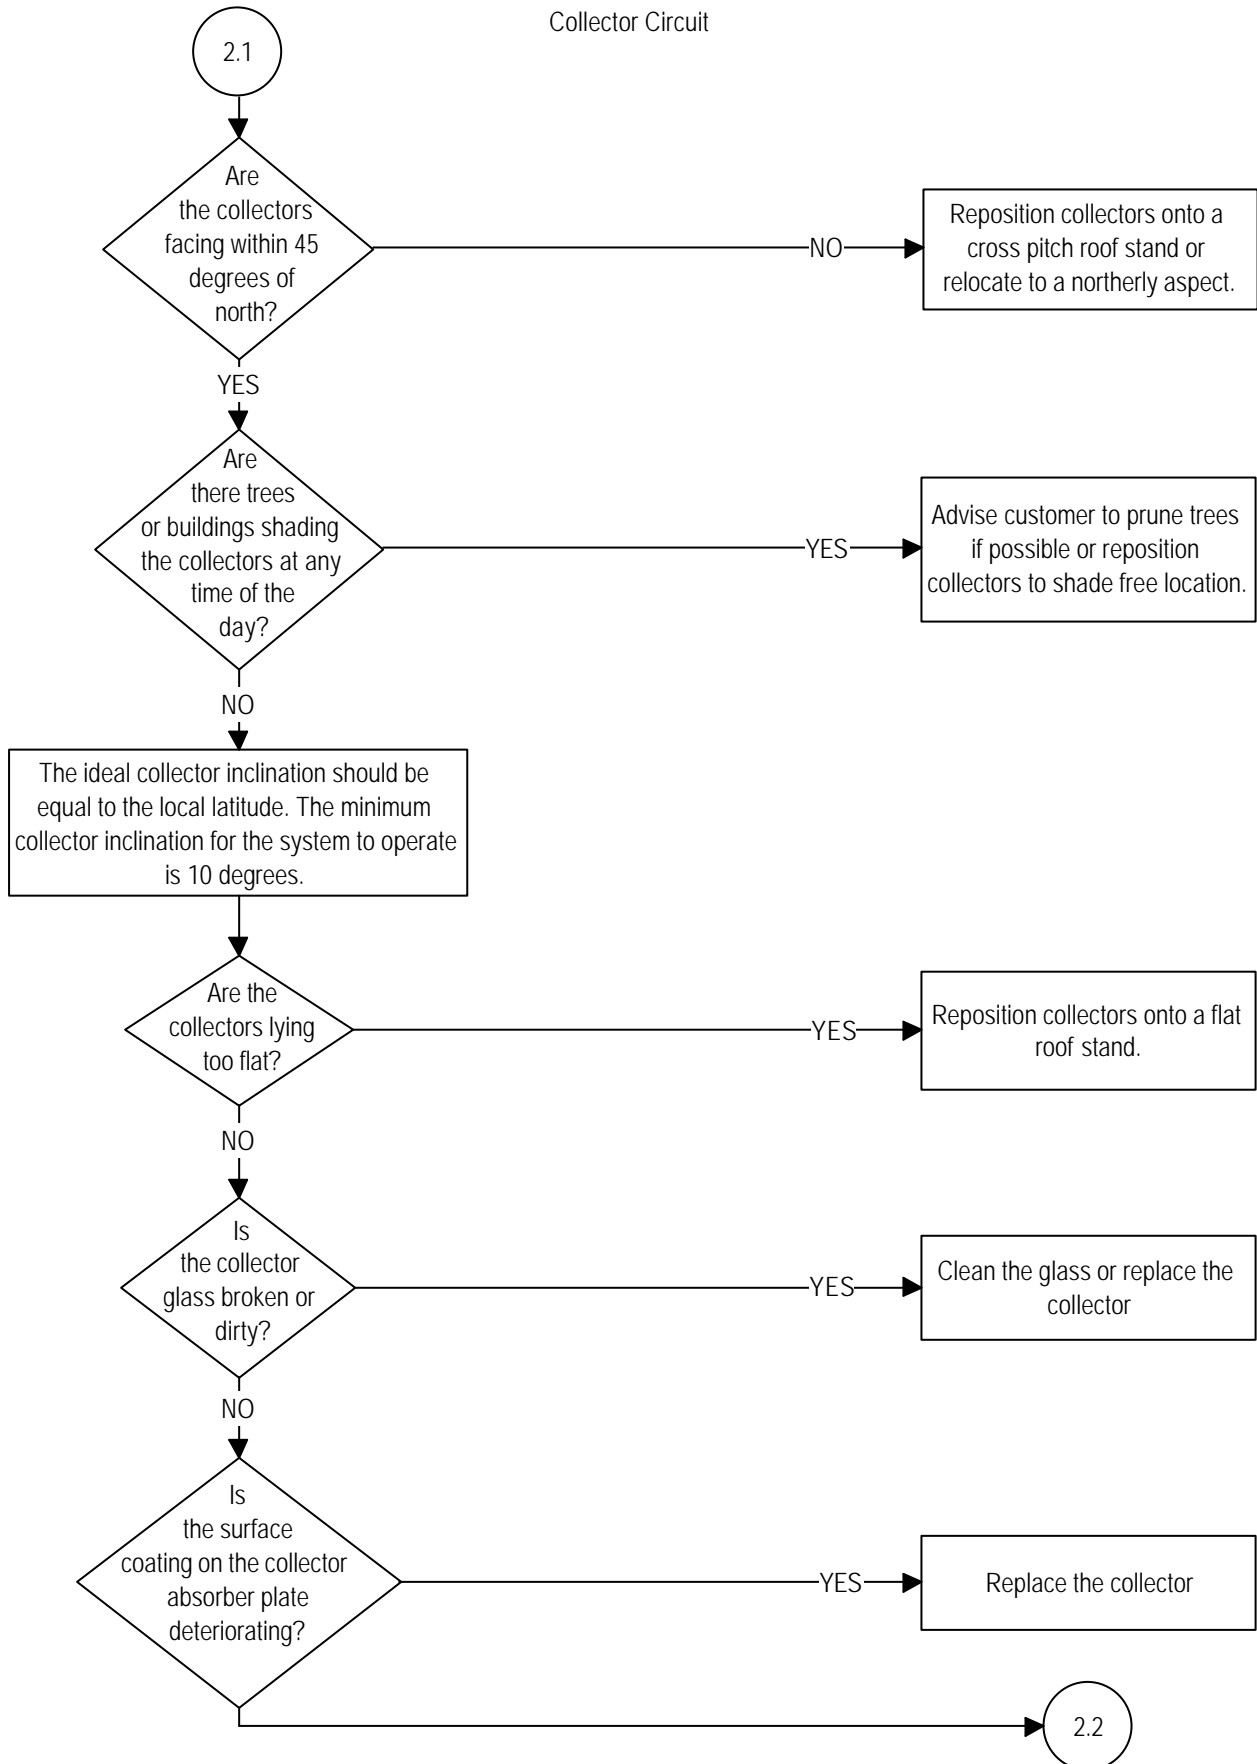 Collector Circuit
2.1
Are
the collectors
facing within 45
degrees of
north?
NO
Reposition collectors onto a
cross pitch roof stand or
relocate to a northerly aspect.
YES
Are
there trees
or buildings shading
the collectors at any
time of the
day?
YES
Advise customer to prune trees
if possible or reposition
collectors to shade free location.
NO
The ideal collector inclination should be
equal to the local latitude. The minimum
collector inclination for the system to operate
is 10 degrees.
Are the
collectors lying
too flat?
YES
Reposition collectors onto a flat
roof stand.
NO
Is
the collector
glass broken or
dirty?
YES
Clean the glass or replace the
collector
NO
Is
the surface
coating on the collector
absorber plate
deteriorating?
YES
Replace the collector
2.2